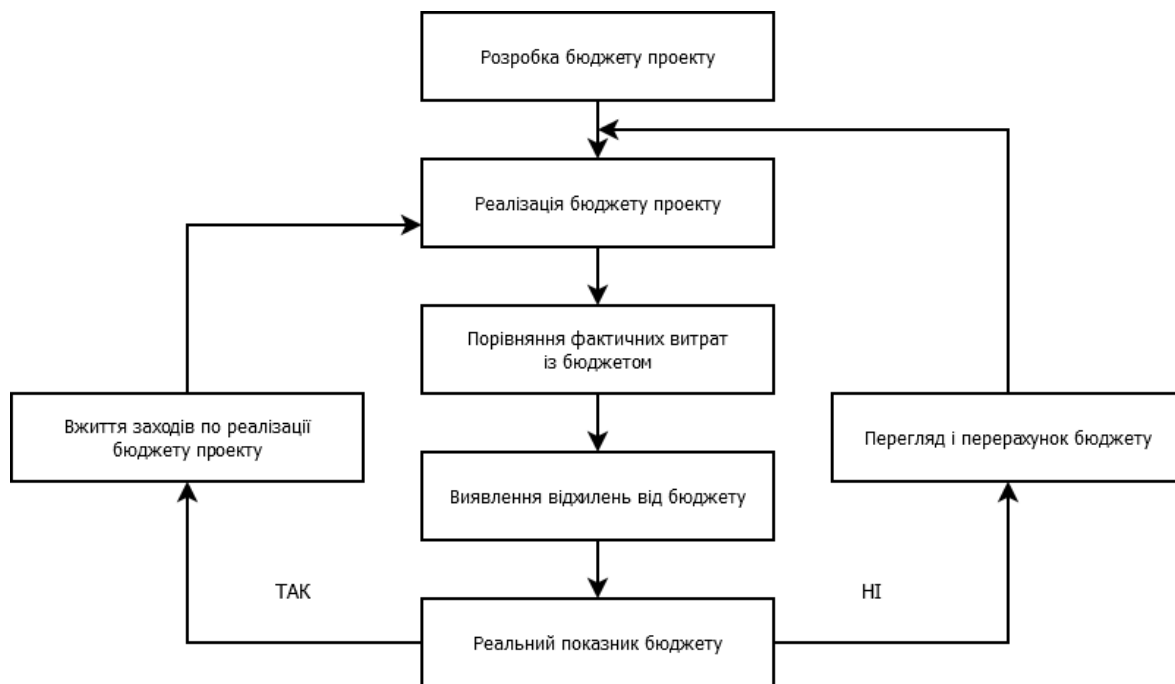 Розробка бюджету проекту
Реалізація бюджету проекту
Порівняння фактичних витрат
із бюджетом
Вжиття заходів по реалізації
бюджету проекту
Перегляд і перерахунок бюджету
Виявлення відхилень від бюджету
ТАК
НІ
Реальний показник бюджету